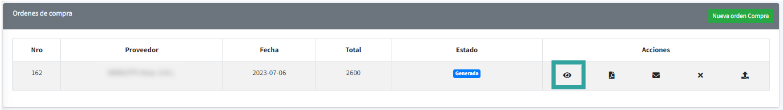 Ordenes de compra
Nueva orden Compra
Nro Proveedor Fecha Total Estado Acciones
162 2023-07-06 2600 Generada